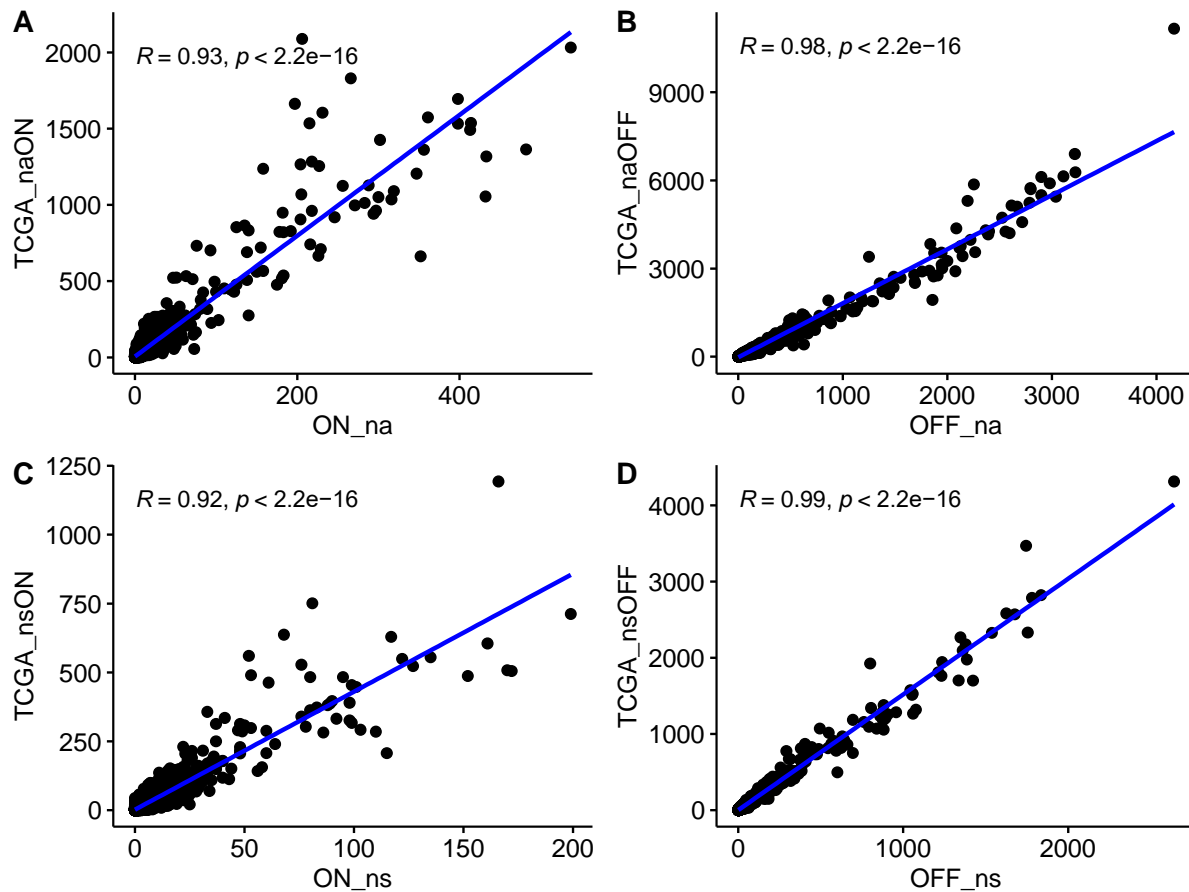 A
R = 0.93, p < 2.2e−16
TCGA_naON
2000
1500
1000
500
0
0 200 400
ON_na
B
R = 0.98, p < 2.2e−16
TCGA_naOFF
9000
6000
3000
0
0 1000 2000 3000 4000
OFF_na
C
R = 0.92, p < 2.2e−16
TCGA_nsON
1250
1000
750
500
250
0
0 50 100 150 200
ON_ns
D
R = 0.99, p < 2.2e−16
TCGA_nsOFF
4000
3000
2000
1000
0
0 1000 2000
OFF_ns